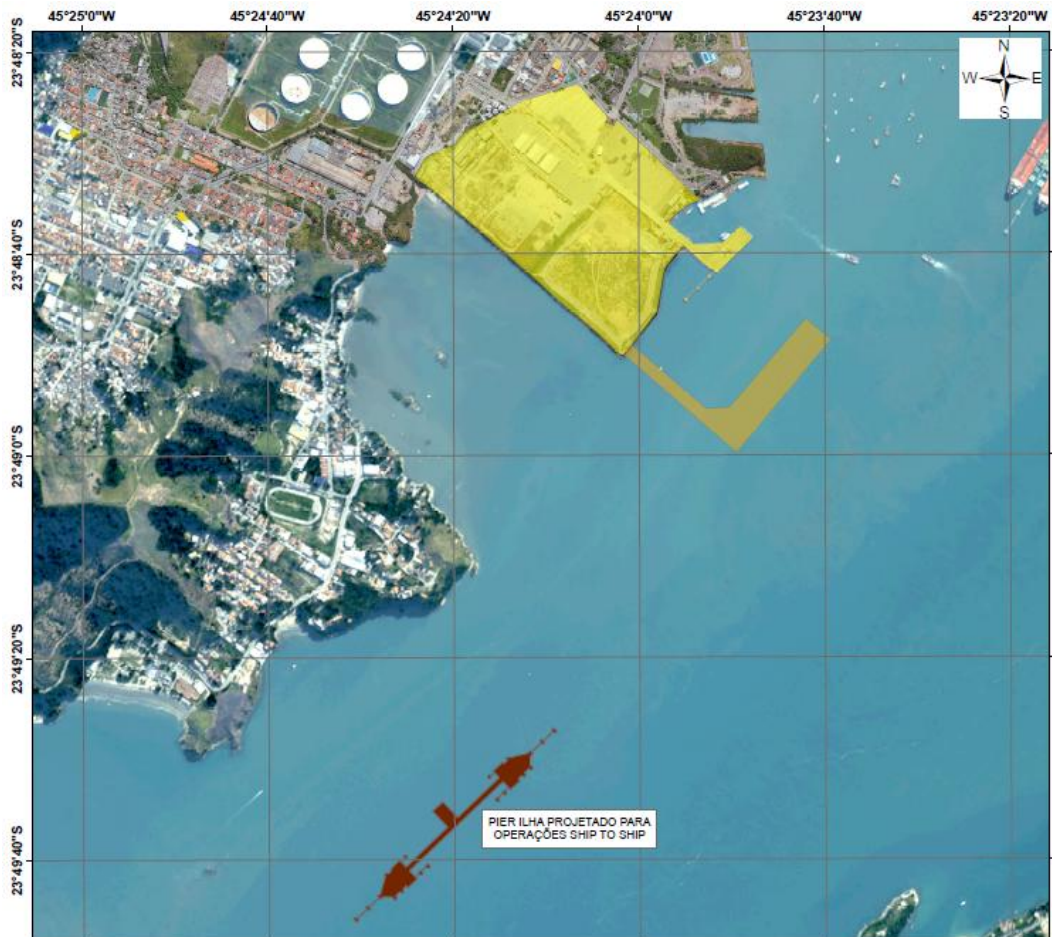 45°25'0"W 45°24'40"W 45°24'20"W 45°24'0"W 45°23'40"W 45°23'20"W
23°48'20"S
N
W E
S
23°48'40"S
23°49'0"S
23°49'20"S
PIER ILHA PROJETADO PARA
OPERAÇÕES SHIP TO SHIP
23°49'40"S